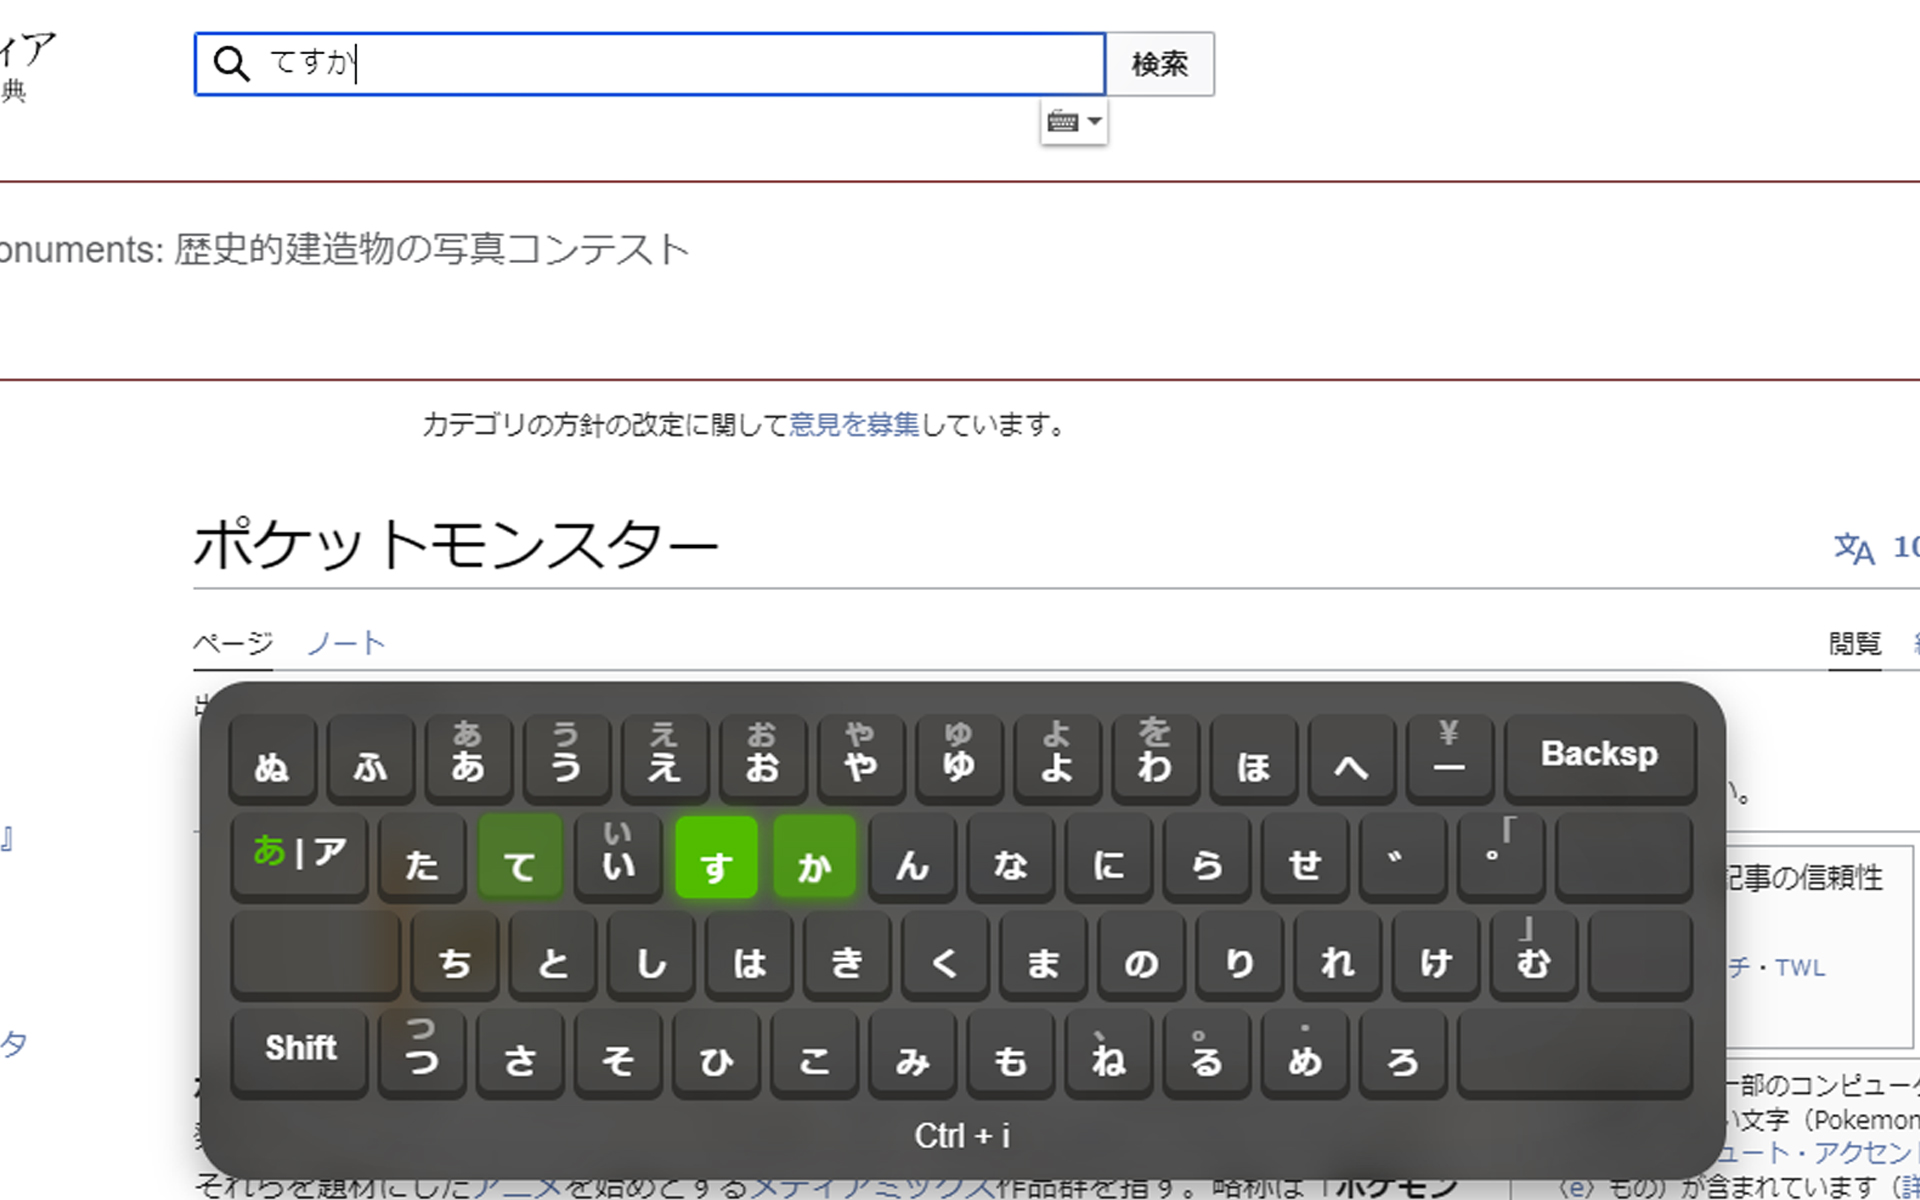 ィア
典
てすか
検索
onuments: 歴史的建造物の写真コンテスト
カテゴリの方針の改定に関して意見を募集しています。
ポケットモンスター
文A 10
ページ ノート
閲覧
出
い。
』
ぬ ふ あ あ う う え え お お や や ゆ ゆ よ よ を わ ほ へ ¥ ー Backsp
あ|ア た て い い す か ん な に ら せ ゛ 「 ゜
記事の信頼性
ち と し は き く ま の り れ け 」 む
チ・TWL
タ
Shift つ つ さ そ ひ こ み も 、 ね 。 る ・ め ろ
一部のコンピュー
い文字（Pokemon
Ctrl + i
ュート・アクセント
それらを題材にしたアニメを始めとするメディアミックス作品群を指す。略称は「ポケモン
〈e〉もの）が含まれています（詳